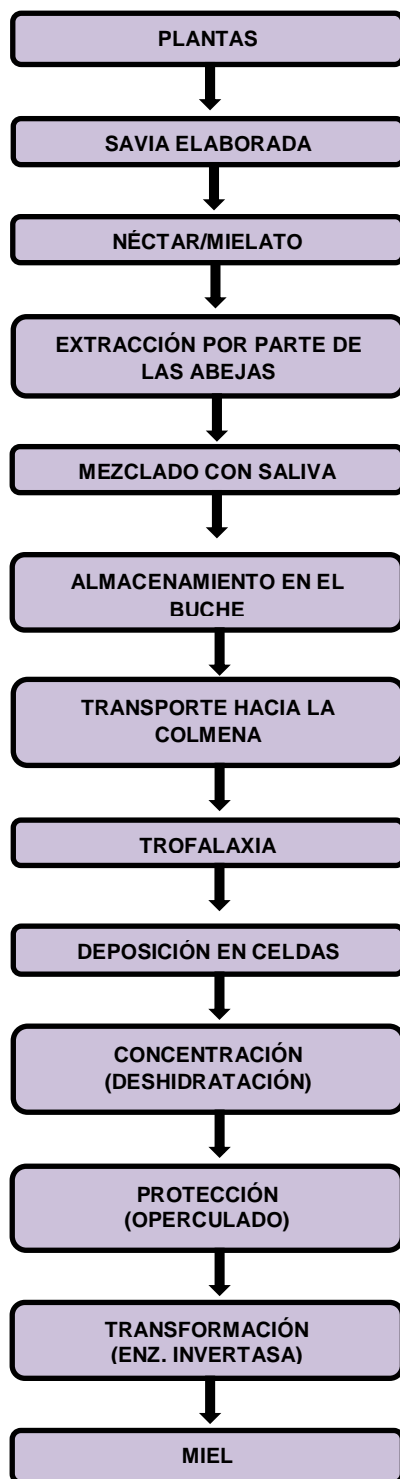 PLANTAS
SAVIA ELABORADA
NÉCTAR/MIELATO
EXTRACCIÓN POR PARTE DE
LAS ABEJAS
MEZCLADO CON SALIVA
ALMACENAMIENTO EN EL
BUCHE
TRANSPORTE HACIA LA
COLMENA
TROFALAXIA
DEPOSICIÓN EN CELDAS
CONCENTRACIÓN
(DESHIDRATACIÓN)
PROTECCIÓN
(OPERCULADO)
TRANSFORMACIÓN
(ENZ. INVERTASA)
MIEL